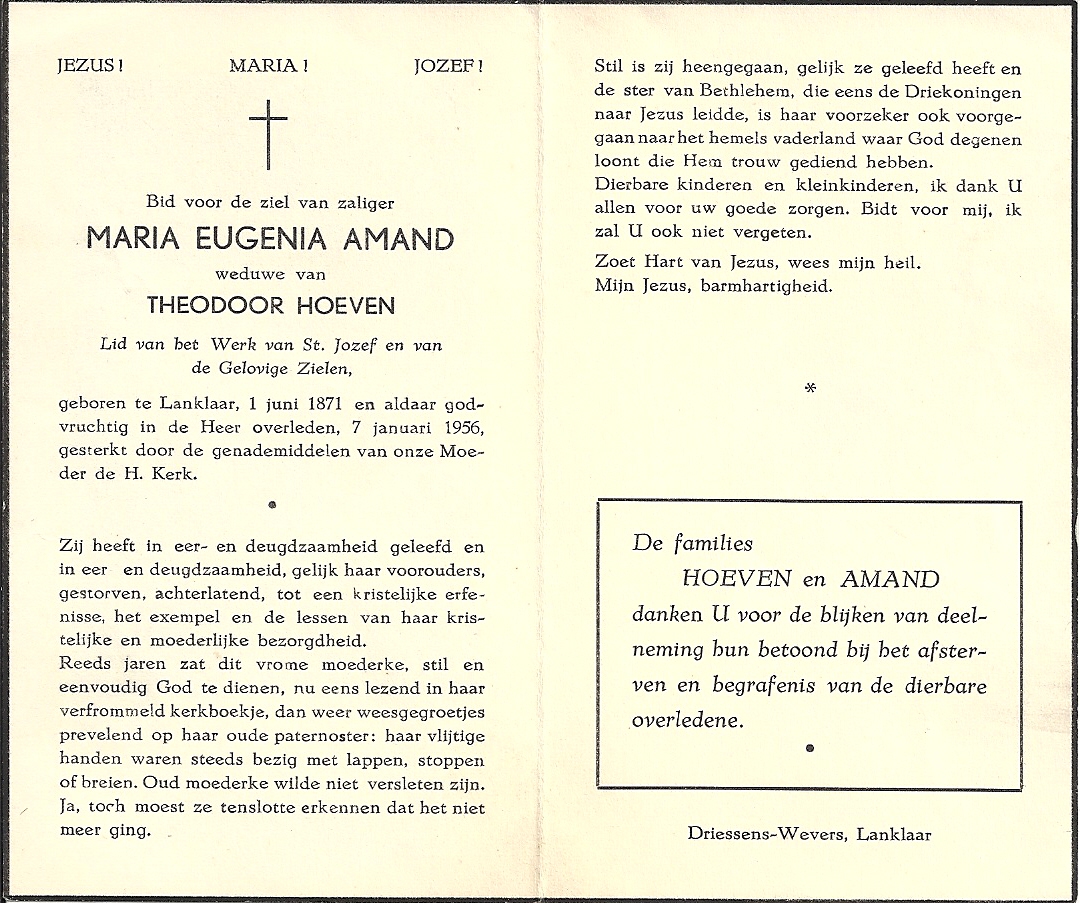 JEZUS! MARIA! JOZEF!
Bid voor de ziel van zaliger
MARIA EUGENIA AMAND
weduwe van
THEODOOR HOEVEN
Lid van het Werk van St. Jozef en van
de Gelovige Zielen,
geboren te Lanklaar, 1 juni 1871 en aldaar god-
vruchtig in de Heer overleden, 7 januari 1956,
gesterkt door de genademiddelen van onze Moe-
der de H. Kerk.
Zij heeft in eer- en deugdzaamheid geleefd en
in eer en deugdzaamheid, gelijk haar voorouders,
gestorven, achterlatend, tot een kristelijke erfe-
nisse, het exempel en de lessen van haar kris-
telijke en moederlijke bezorgdheid.
Reeds jaren zat dit vrome moederke, stil en
eenvoudig God te dienen, nu eens lezend in haar
verfrommeld kerkboekje, dan weer weesgegroetjes
prevelend op haar oude paternoster: haar vlijtige
handen waren steeds bezig met lappen, stoppen
of breien. Oud moederke wilde niet versleten zijn.
Ja, toch moest ze tenslotte erkennen dat het niet
meer ging.
Stil is zij heengegaan, gelijk ze geleefd heeft en
de ster van Bethlehem, die eens de Driekoningen
naar Jezus leidde, is haar voorzeker ook voorge-
gaan naar het hemels vaderland waar God degenen
loont die Hem trouw gediend hebben.
Dierbare kinderen en kleinkinderen, ik dank U
allen voor uw goede zorgen. Bidt voor mij, ik
zal U ook niet vergeten.
Zoet Hart van Jezus, wees mijn heil.
Mijn Jezus, barmhartigheid.
*
De families
HOEVEN en AMAND
danken U voor de blijken van deel-
neming hun betoond bij het afster-
ven en begrafenis van de dierbare
overledene.
Driessens-Wevers, Lanklaar